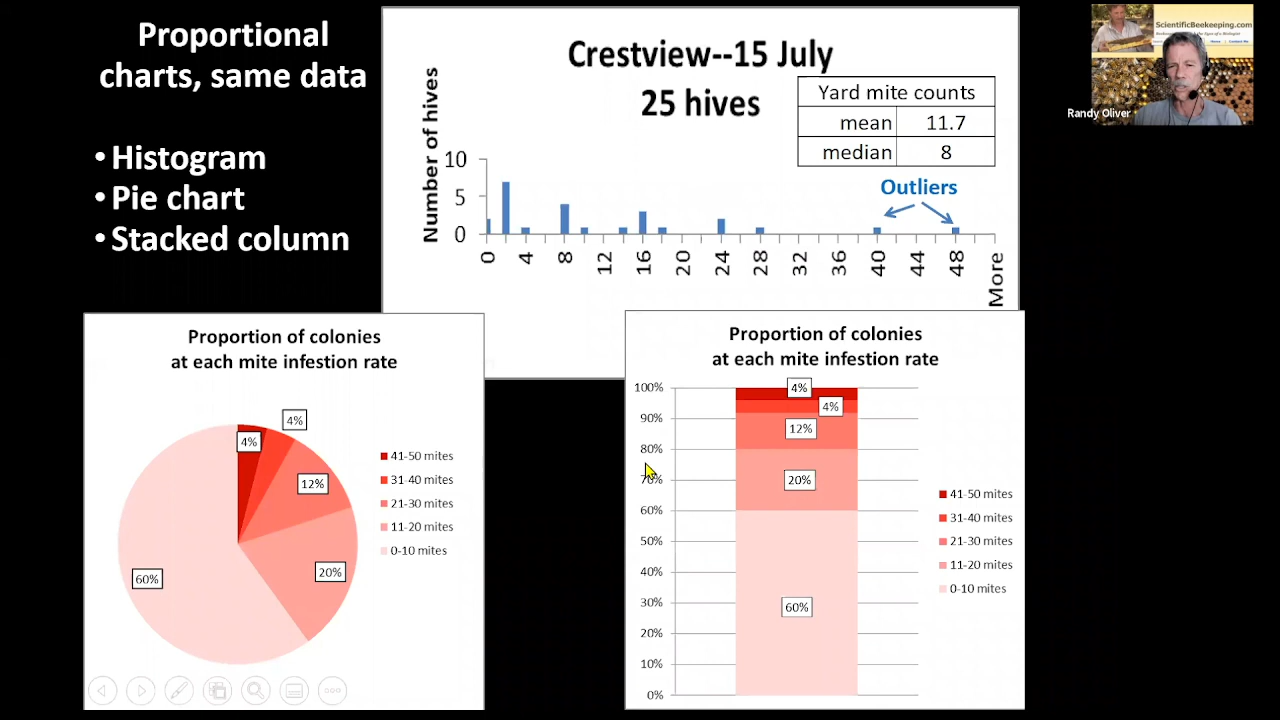 Proportional
charts, same data
• Histogram
• Pie chart
• Stacked column
Crestview--15 July
25 hives
Yard mite counts
mean 11.7
median 8
Outliers
Number of hives
10
5
0
0 4 8 12 16 20 24 28 32 36 40 44 48 More
ScientificBeekeeping.com
Randy Oliver
Proportion of colonies
at each mite infestion rate
4%
4%
12%
20%
60%
41-50 mites
31-40 mites
21-30 mites
11-20 mites
0-10 mites
Proportion of colonies
at each mite infestion rate
100%
90%
80%
70%
60%
50%
40%
30%
20%
10%
0%
4%
4%
12%
20%
60%
41-50 mites
31-40 mites
21-30 mites
11-20 mites
0-10 mites